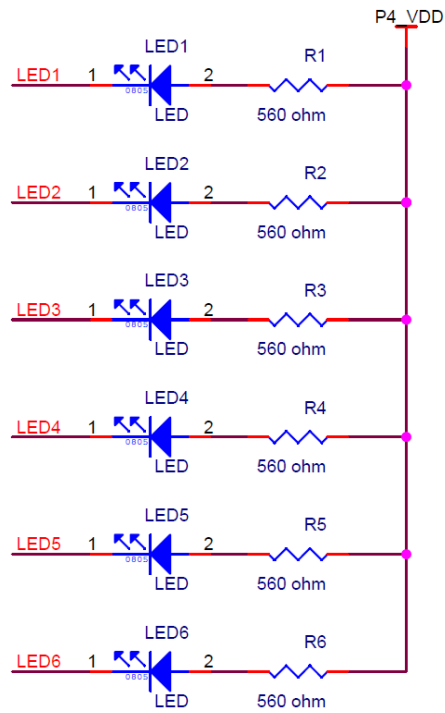 P4_VDD
LED1 R1
LED1 1 2
0805
LED 560 ohm
LED2 R2
LED2 1 2
0805
LED 560 ohm
LED3 R3
LED3 1 2
0805
LED 560 ohm
LED4 R4
LED4 1 2
0805
LED 560 ohm
LED5 R5
LED5 1 2
0805
LED 560 ohm
LED6 R6
LED6 1 2
0805
LED 560 ohm